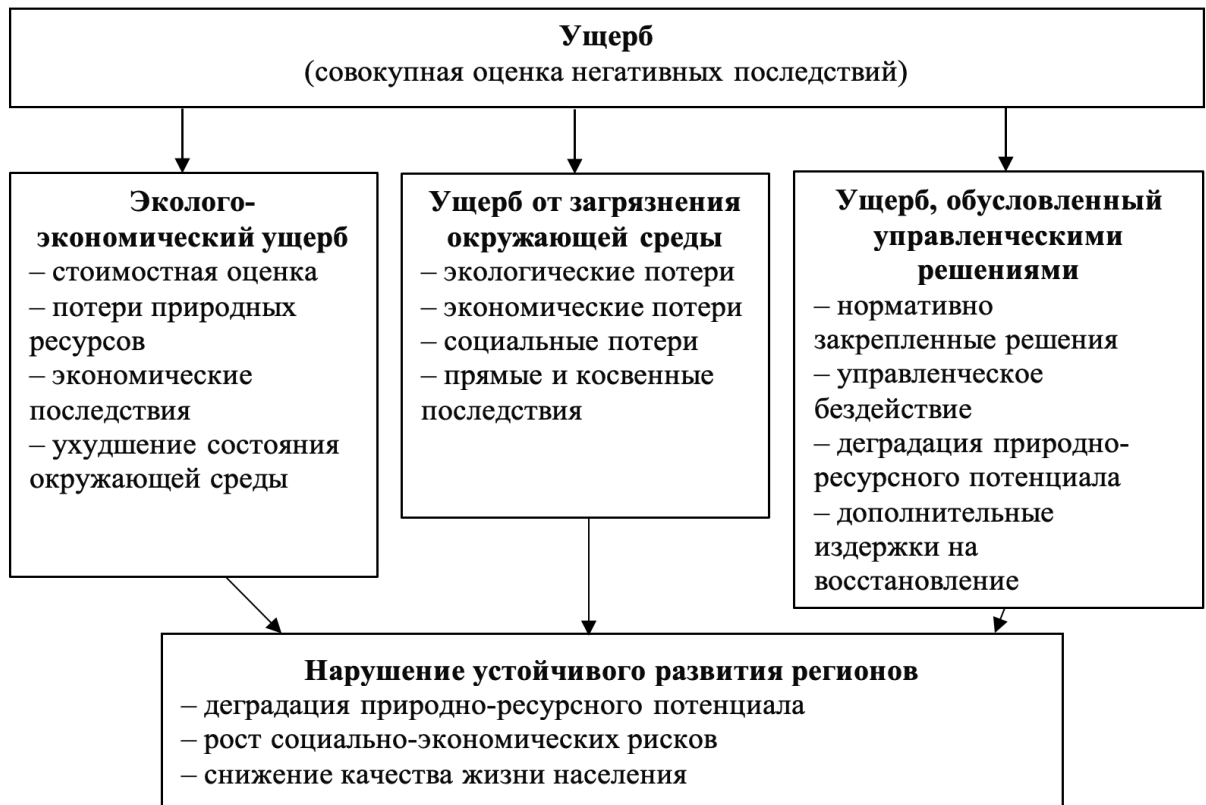 Ущерб
(совокупная оценка негативных последствий)
Эколого-
экономический ущерб
– стоимостная оценка
– потери природных
ресурсов
– экономические
последствия
– ухудшение состояния
окружающей среды
Ущерб от загрязнения
окружающей среды
– экологические потери
– экономические потери
– социальные потери
– прямые и косвенные
последствия
Ущерб, обусловленный
управленческими
решениями
– нормативно
закрепленные решения
– управленческое
бездействие
– деградация природно-
ресурсного потенциала
– дополнительные
издержки на
восстановление
Нарушение устойчивого развития регионов
– деградация природно-ресурсного потенциала
– рост социально-экономических рисков
– снижение качества жизни населения